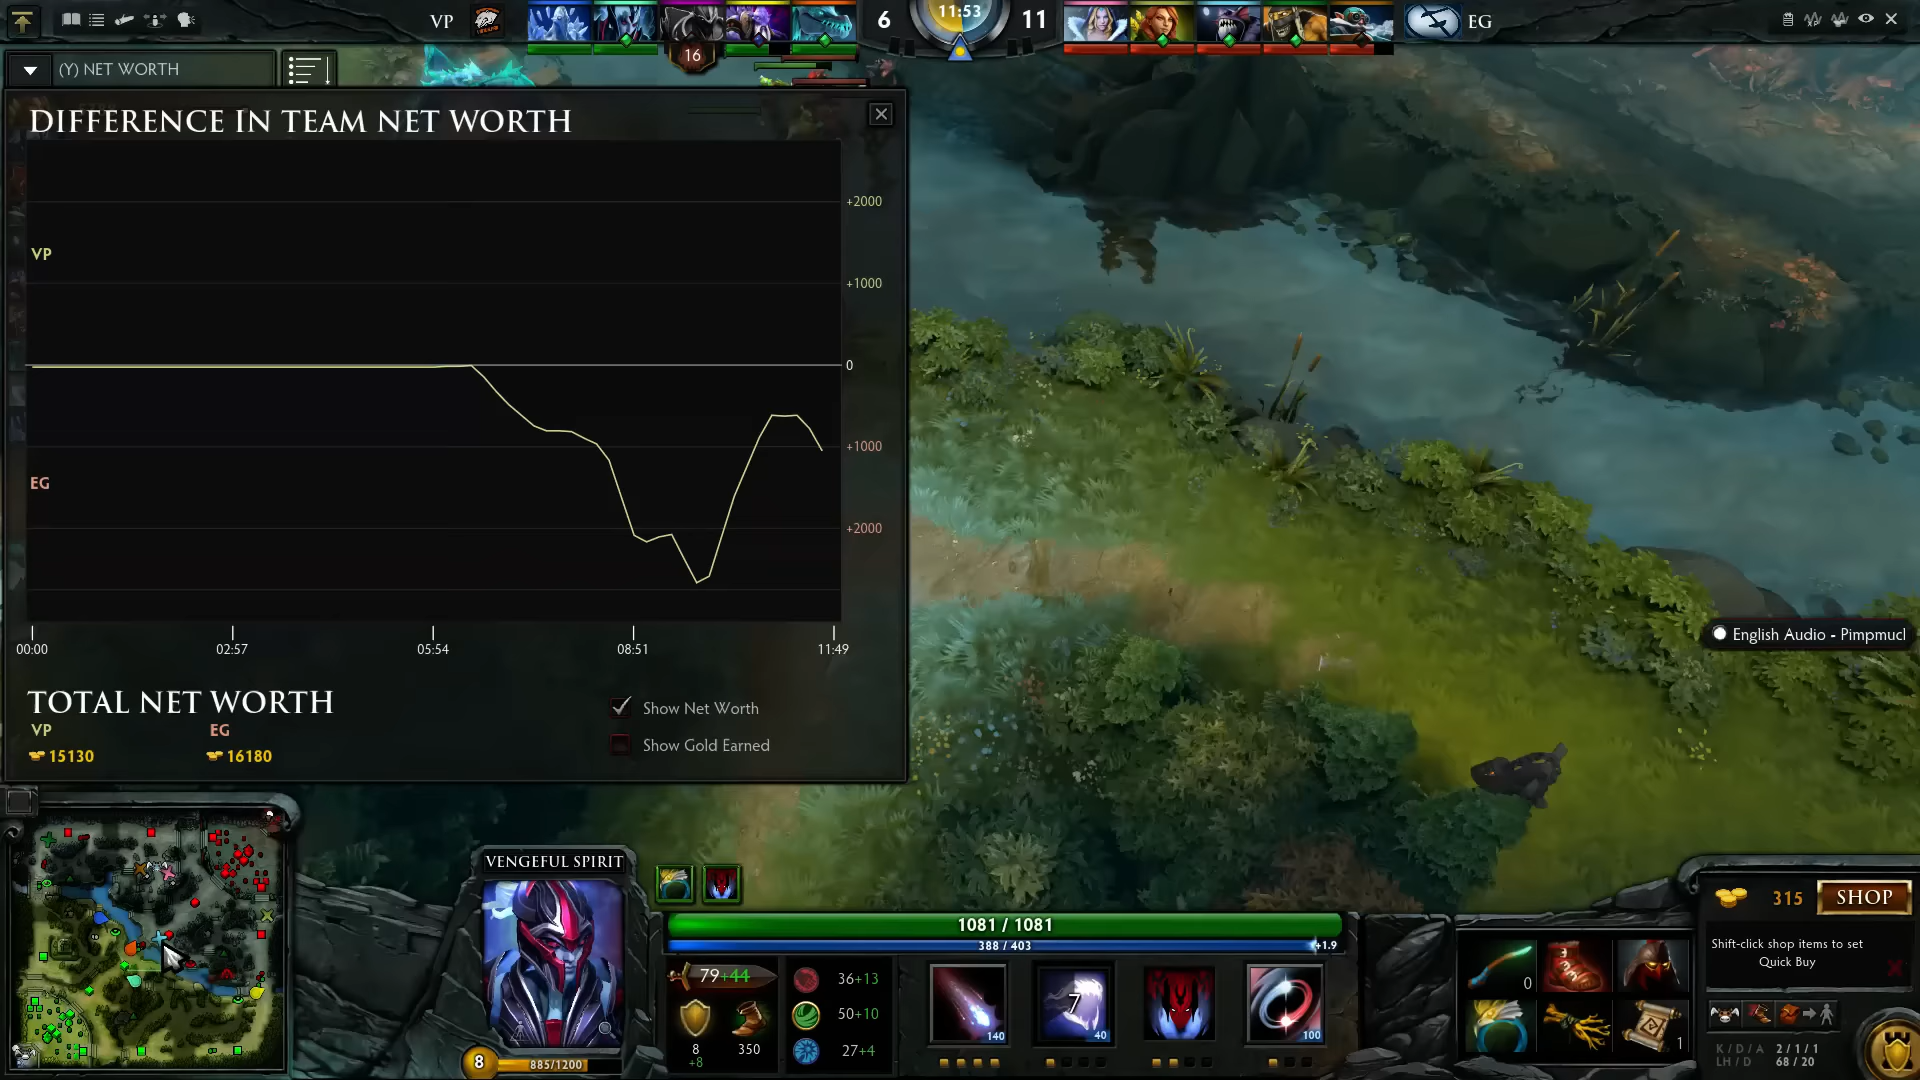 VP
6
11:53
11
EG
16
(Y) NET WORTH
DIFFERENCE IN TEAM NET WORTH
+2000
VP
+1000
0
+1000
EG
+2000
00:00
02:57
05:54
08:51
11:49
English Audio - Pimpmucl
TOTAL NET WORTH
VP
EG
15130
16180
Show Net Worth
Show Gold Earned
VENGEFUL SPIRIT
8
885/1200
1081 / 1081
388 / 403
+1.9
79+44
8
+8
350
36+13
50+10
27+4
140
7
40
100
0
1
315
SHOP
Shift-click shop items to set
Quick Buy
K / D / A 2 / 1 / 1
LH / D 68 / 20